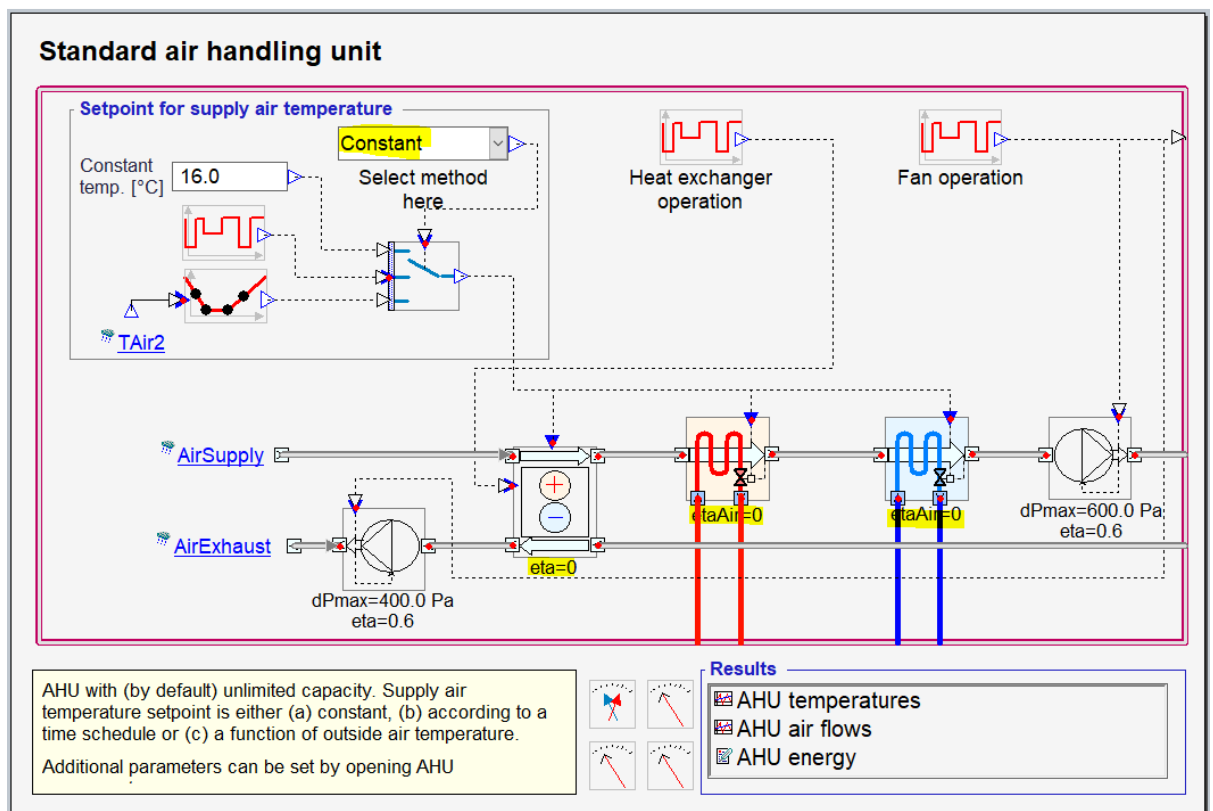 Standard air handling unit
Setpoint for supply air temperature
Constant
Constant
temp. [°C]
16.0
Select method
here
Heat exchanger
operation
Fan operation
TAir2
AirSupply
AirExhaust
etaAir=0
etaAir=0
dPmax=600.0 Pa
eta=0.6
eta=0
dPmax=400.0 Pa
eta=0.6
AHU with (by default) unlimited capacity. Supply air
temperature setpoint is either (a) constant, (b) according to a
time schedule or (c) a function of outside air temperature.
Additional parameters can be set by opening AHU
Results
AHU temperatures
AHU air flows
AHU energy